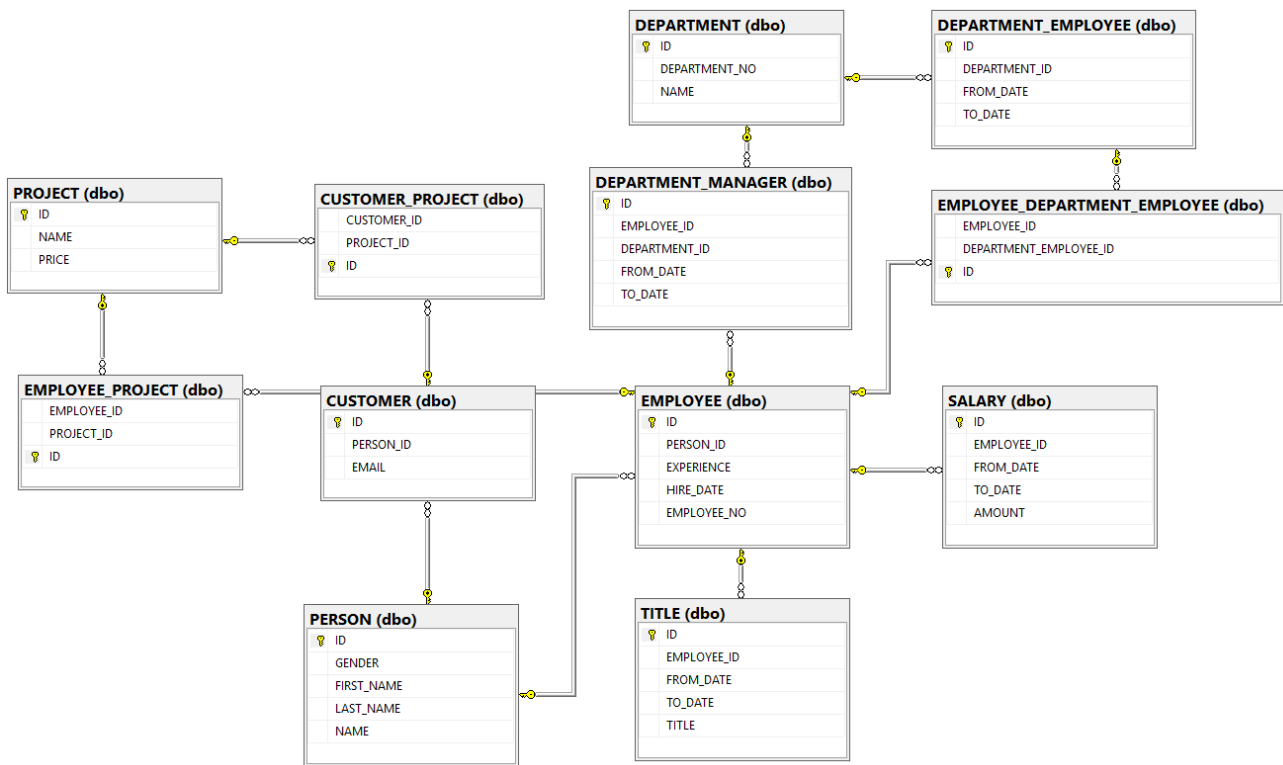 DEPARTMENT (dbo)
ID
DEPARTMENT_NO
NAME
DEPARTMENT_EMPLOYEE (dbo)
ID
DEPARTMENT_ID
FROM_DATE
TO_DATE
PROJECT (dbo)
ID
NAME
PRICE
CUSTOMER_PROJECT (dbo)
CUSTOMER_ID
PROJECT_ID
ID
DEPARTMENT_MANAGER (dbo)
ID
EMPLOYEE_ID
DEPARTMENT_ID
FROM_DATE
TO_DATE
EMPLOYEE_DEPARTMENT_EMPLOYEE (dbo)
EMPLOYEE_ID
DEPARTMENT_EMPLOYEE_ID
ID
EMPLOYEE_PROJECT (dbo)
EMPLOYEE_ID
PROJECT_ID
ID
CUSTOMER (dbo)
ID
PERSON_ID
EMAIL
EMPLOYEE (dbo)
ID
PERSON_ID
EXPERIENCE
HIRE_DATE
EMPLOYEE_NO
SALARY (dbo)
ID
EMPLOYEE_ID
FROM_DATE
TO_DATE
AMOUNT
PERSON (dbo)
ID
GENDER
FIRST_NAME
LAST_NAME
NAME
TITLE (dbo)
ID
EMPLOYEE_ID
FROM_DATE
TO_DATE
TITLE